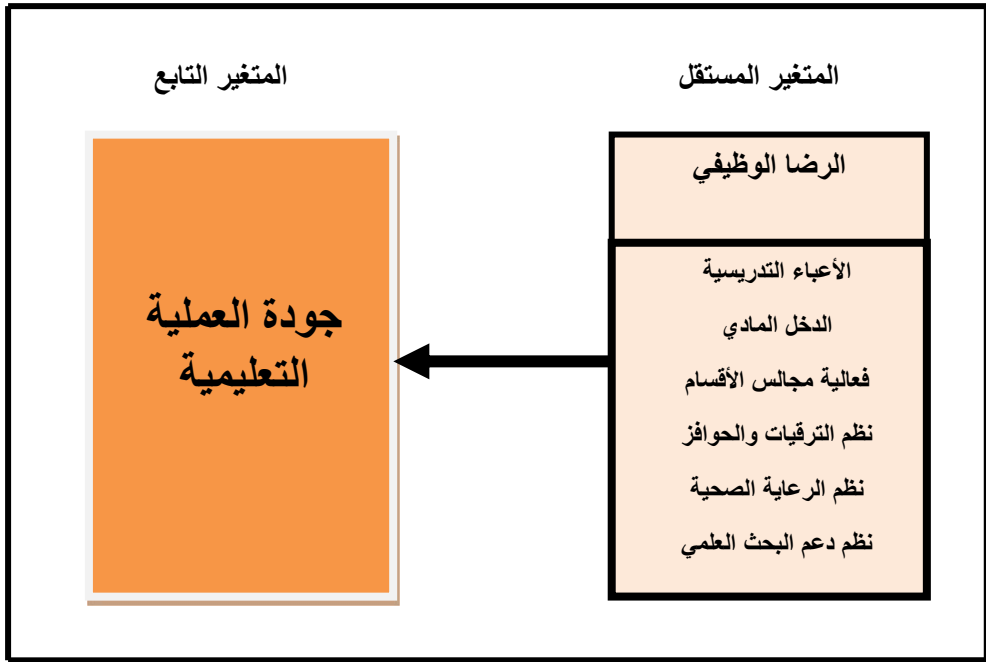 المتغير المستقل
المتغير التابع
الرضا الوظيفي
الأعباء التدريسية
الدخل المادي
فعالية مجالس الأقسام
نظم الترقيات والحوافز
نظم الرعاية الصحية
نظم دعم البحث العلمي
جودة العملية
التعليمية